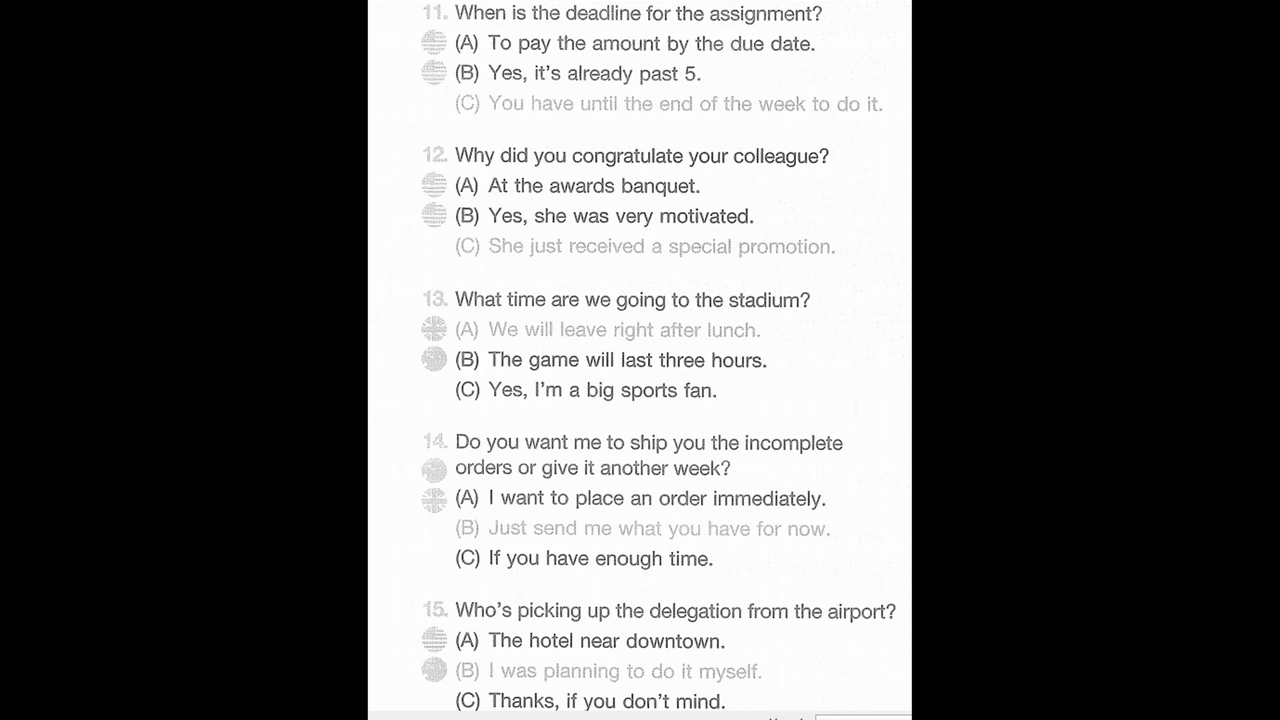 11. When is the deadline for the assignment?
(A) To pay the amount by the due date.
(B) Yes, it's already past 5.
(C) You have until the end of the week to do it.
12. Why did you congratulate your colleague?
(A) At the awards banquet.
(B) Yes, she was very motivated.
(C) She just received a special promotion.
13. What time are we going to the stadium?
(A) We will leave right after lunch.
(B) The game will last three hours.
(C) Yes, I'm a big sports fan.
14. Do you want me to ship you the incomplete
orders or give it another week?
(A) I want to place an order immediately.
(B) Just send me what you have for now.
(C) If you have enough time.
15. Who's picking up the delegation from the airport?
(A) The hotel near downtown.
(B) I was planning to do it myself.
(C) Thanks, if you don't mind.